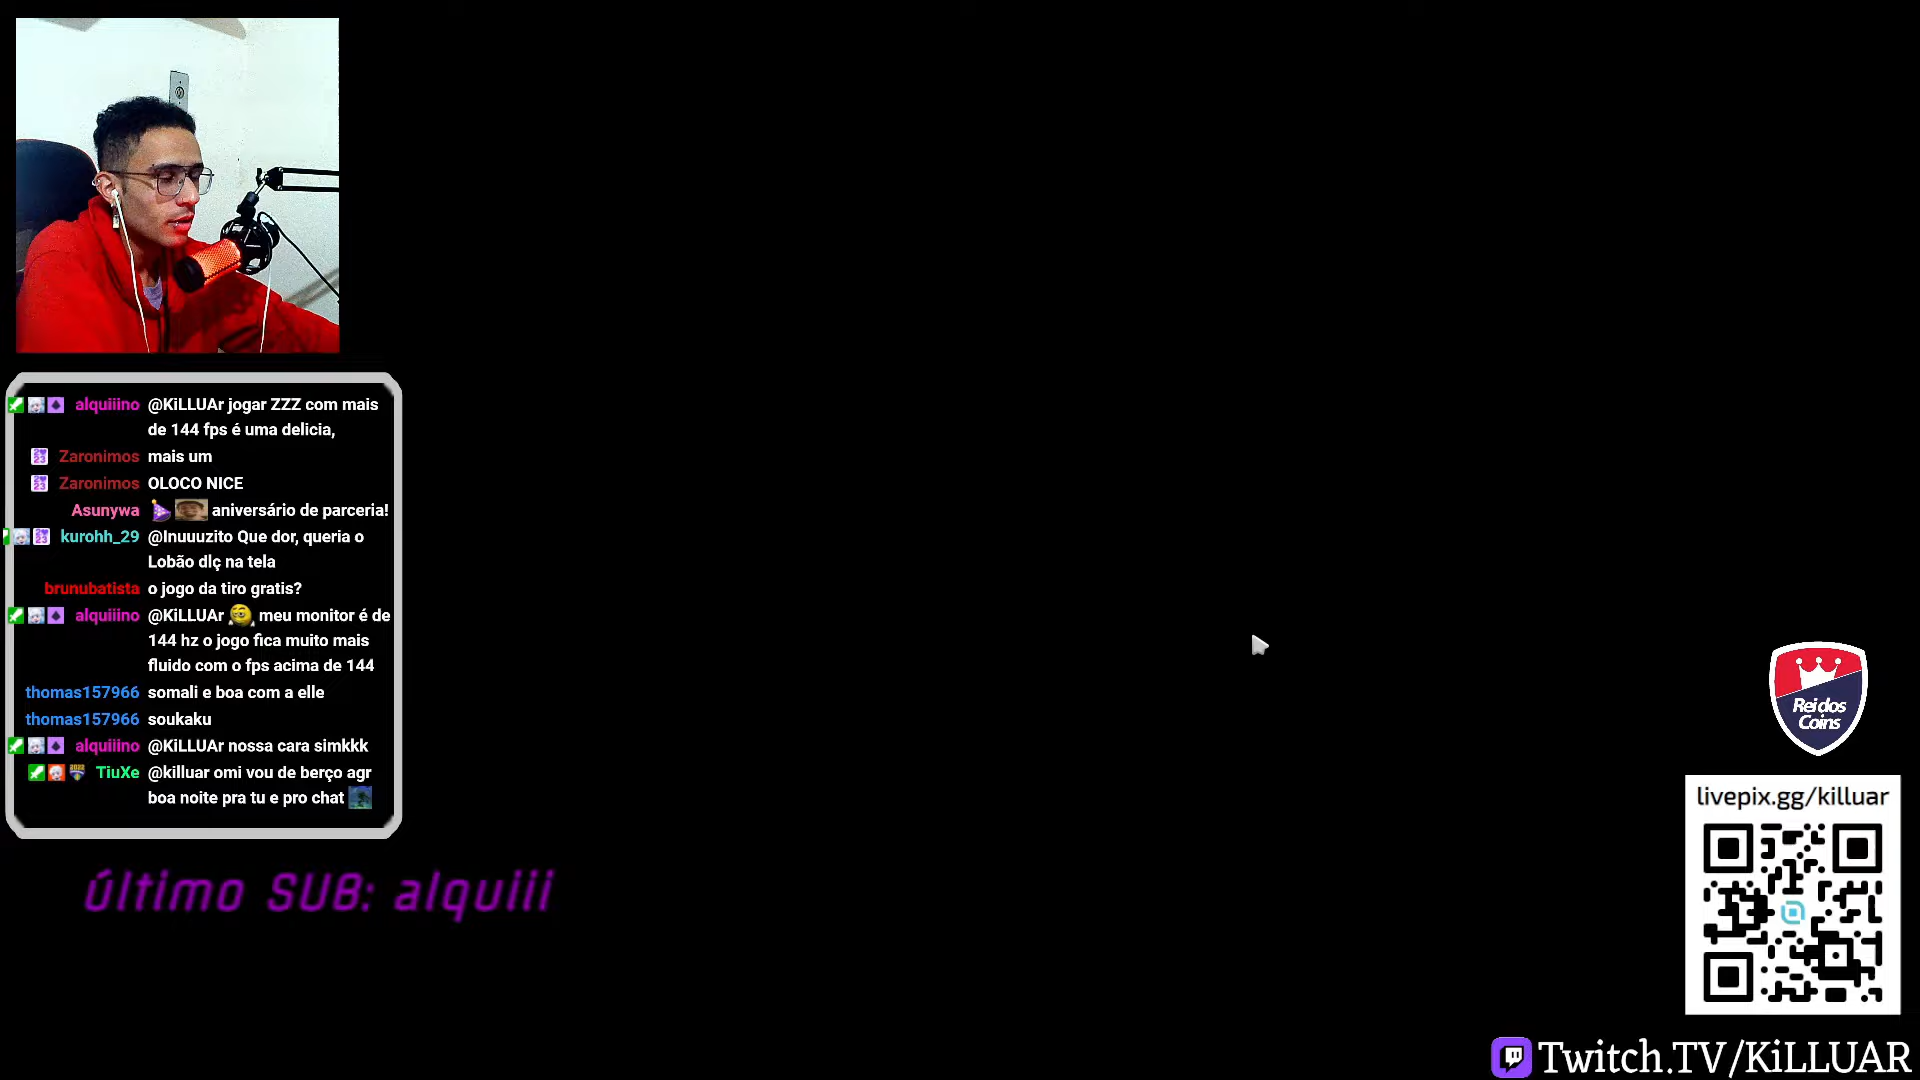 alquiiino @KiLLUAr jogar ZZZ com mais
de 144 fps é uma delicia,
Zaronimos mais um
Zaronimos OLOCO NICE
Asunywa aniversário de parceria!
kurohh_29 @Inuuuzito Que dor, queria o
Lobão dlç na tela
brunubatista o jogo da tiro gratis?
alquiiino @KiLLUAr meu monitor é de
144 hz o jogo fica muito mais
fluido com o fps acima de 144
thomas157966 somali e boa com a elle
thomas157966 soukaku
alquiiino @KiLLUAr nossa cara simkkk
TiuXe @killuar omi vou de berço agr
boa noite pra tu e pro chat
último SUB: alquiii
Rei dos
Coins
livepix.gg/killuar
Twitch.TV/KiLLUAR